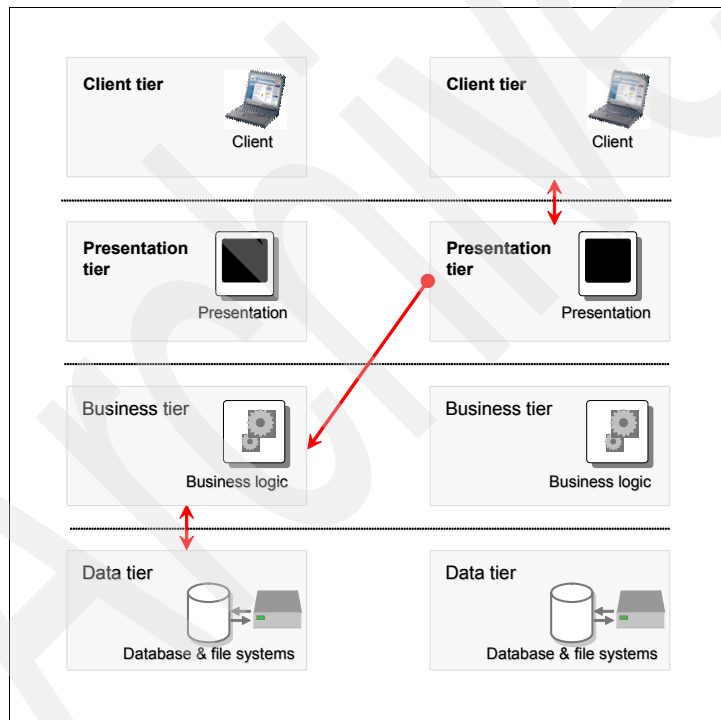 Client tier
Client
Client tier
Client
Presentation
tier
Presentation
Presentation
tier
Presentation
Business tier
Business logic
Business tier
Business logic
Data tier
Database & file systems
Data tier
Database & file systems
Archive